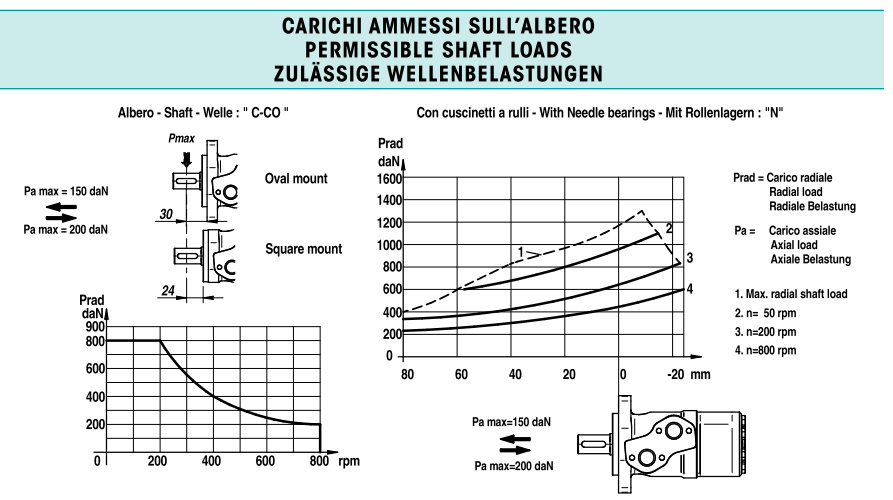 CARICHI AMMESSI SULL'ALBERO
PERMISSIBLE SHAFT LOADS
ZULÄSSIGE WELLENBELASTUNGEN
Albero - Shaft - Welle : " C-CO "
Pmax
Oval mount
Pa max = 150 daN
Pa max = 200 daN
30
Square mount
24
Prad
daN
900
800
600
400
200
0 200 400 600 800 rpm
Con cuscinetti a rulli - With Needle bearings - Mit Rollenlagern : "N"
Prad
daN
1600
1400
1200
1000
800
600
400
200
0
80 60 40 20 0 -20 mm
1
2
3
4
Prad = Carico radiale
Radial load
Radiale Belastung
Pa = Carico assiale
Axial load
Axiale Belastung
1. Max. radial shaft load
2. n= 50 rpm
3. n=200 rpm
4. n=800 rpm
Pa max=150 daN
Pa max=200 daN